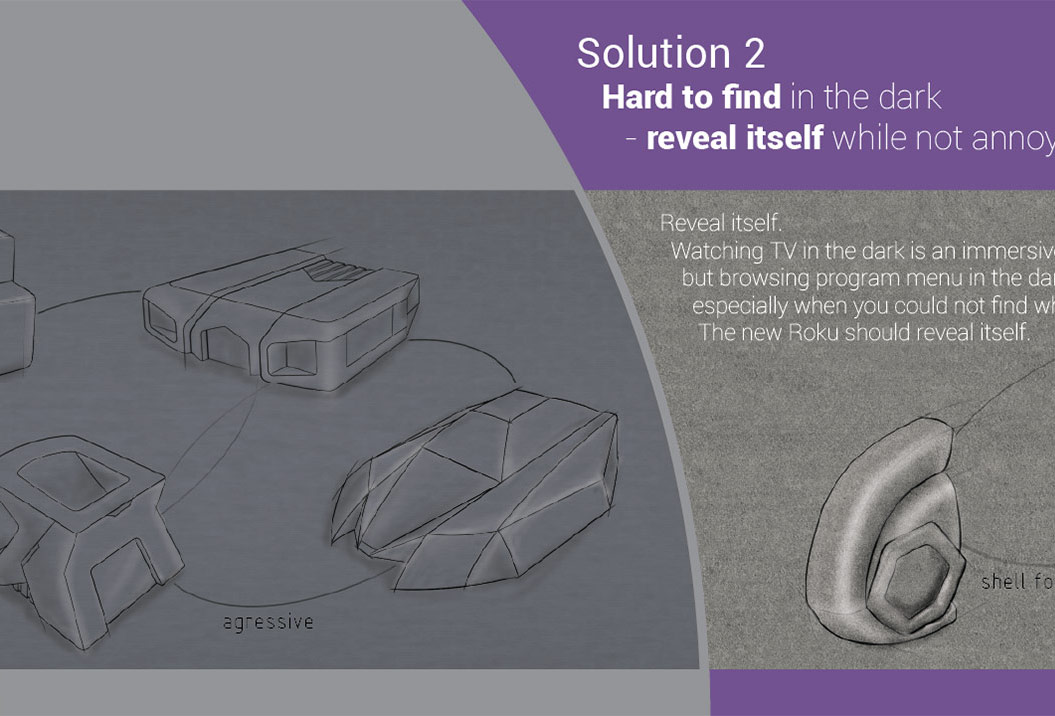 Solution 2
Hard to find in the dark
- reveal itself while not annoy
Reveal itself.
Watching TV in the dark is an immersive
but browsing program menu in the da
especially when you could not find wh
The new Roku should reveal itself.
shell fo
agressive